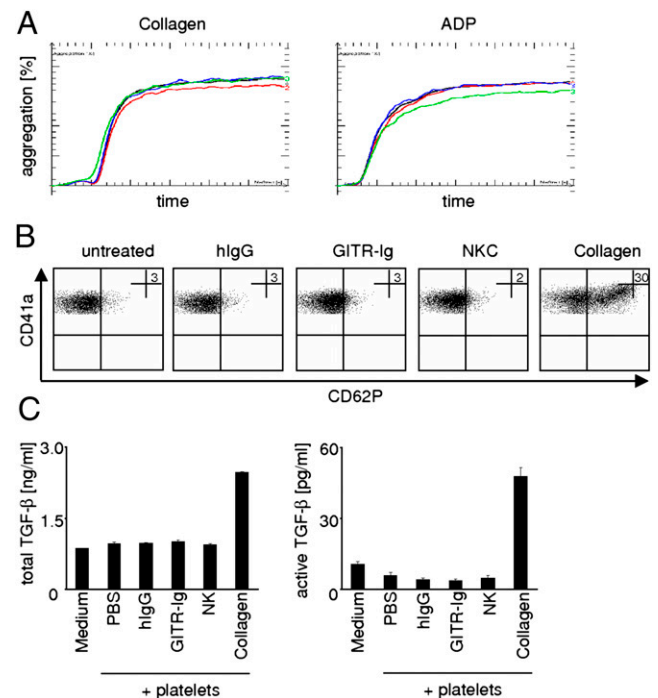 A
Collagen
ADP
aggregation [%]
time
time
B
untreated
hIgG
GITR-Ig
NKC
Collagen
3
3
3
2
30
CD41a
CD62P
C
total TGF-β [ng/ml]
3.0
1.5
0
Medium
PBS
hIgG
GITR-Ig
NK
Collagen
+ platelets
active TGF-β [pg/ml]
60
30
0
Medium
PBS
hIgG
GITR-Ig
NK
Collagen
+ platelets